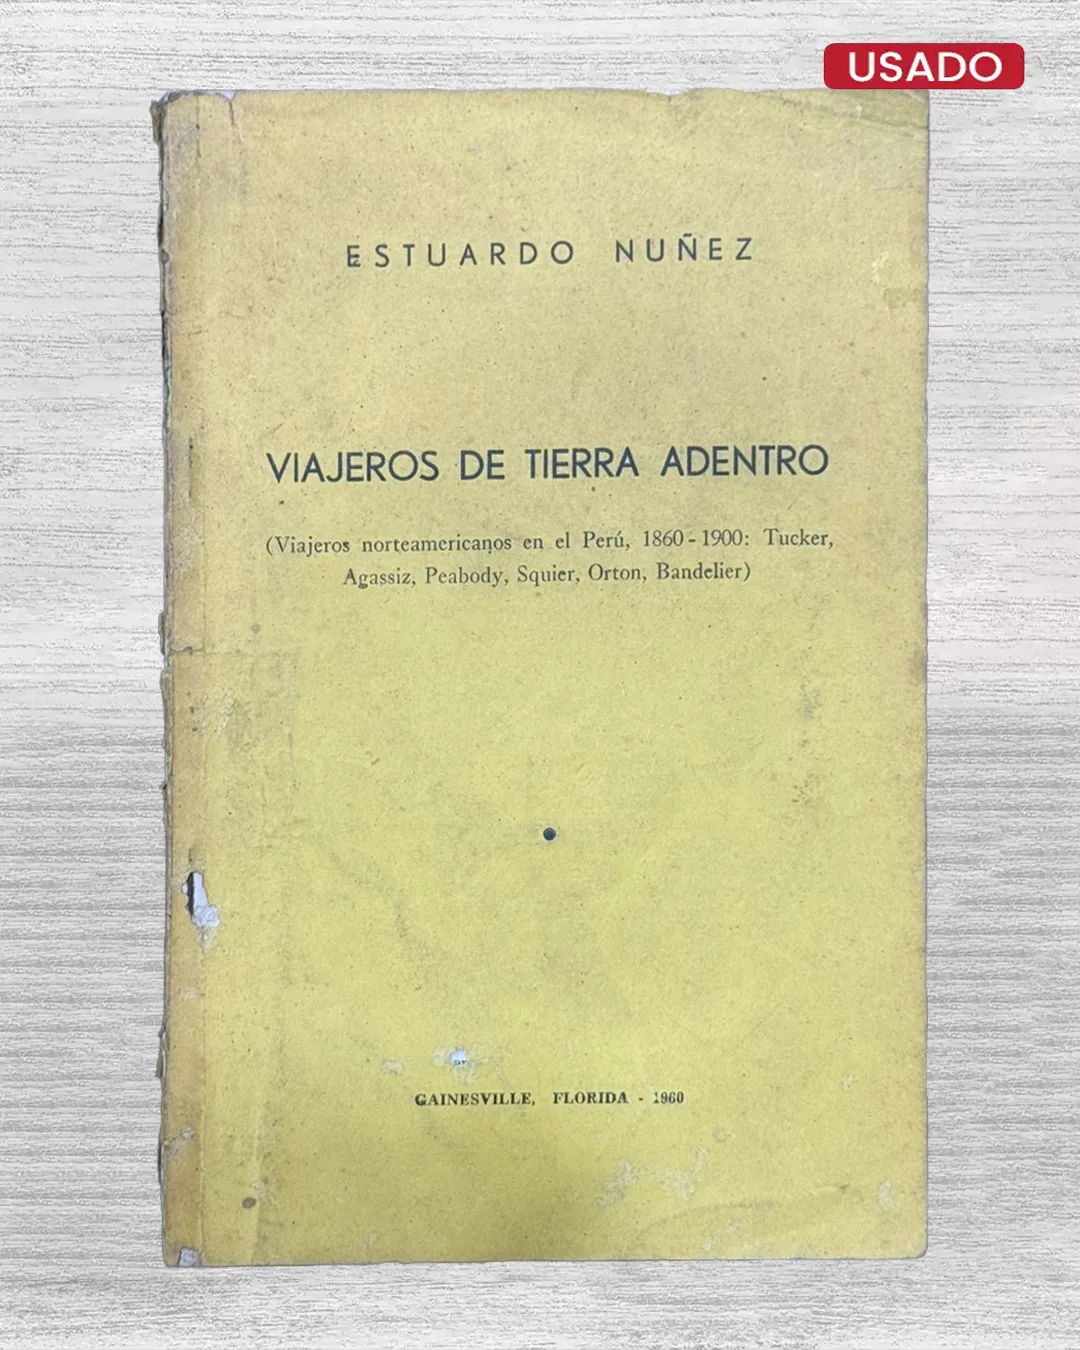 USADO
ESTUARDO NUÑEZ
VIAJEROS DE TIERRA ADENTRO
(Viajeros norteamericanos en el Perú, 1860-1900: Tucker,
Agassiz, Peabody, Squier, Orton, Bandelier)
GAINESVILLE, FLORIDA - 1960